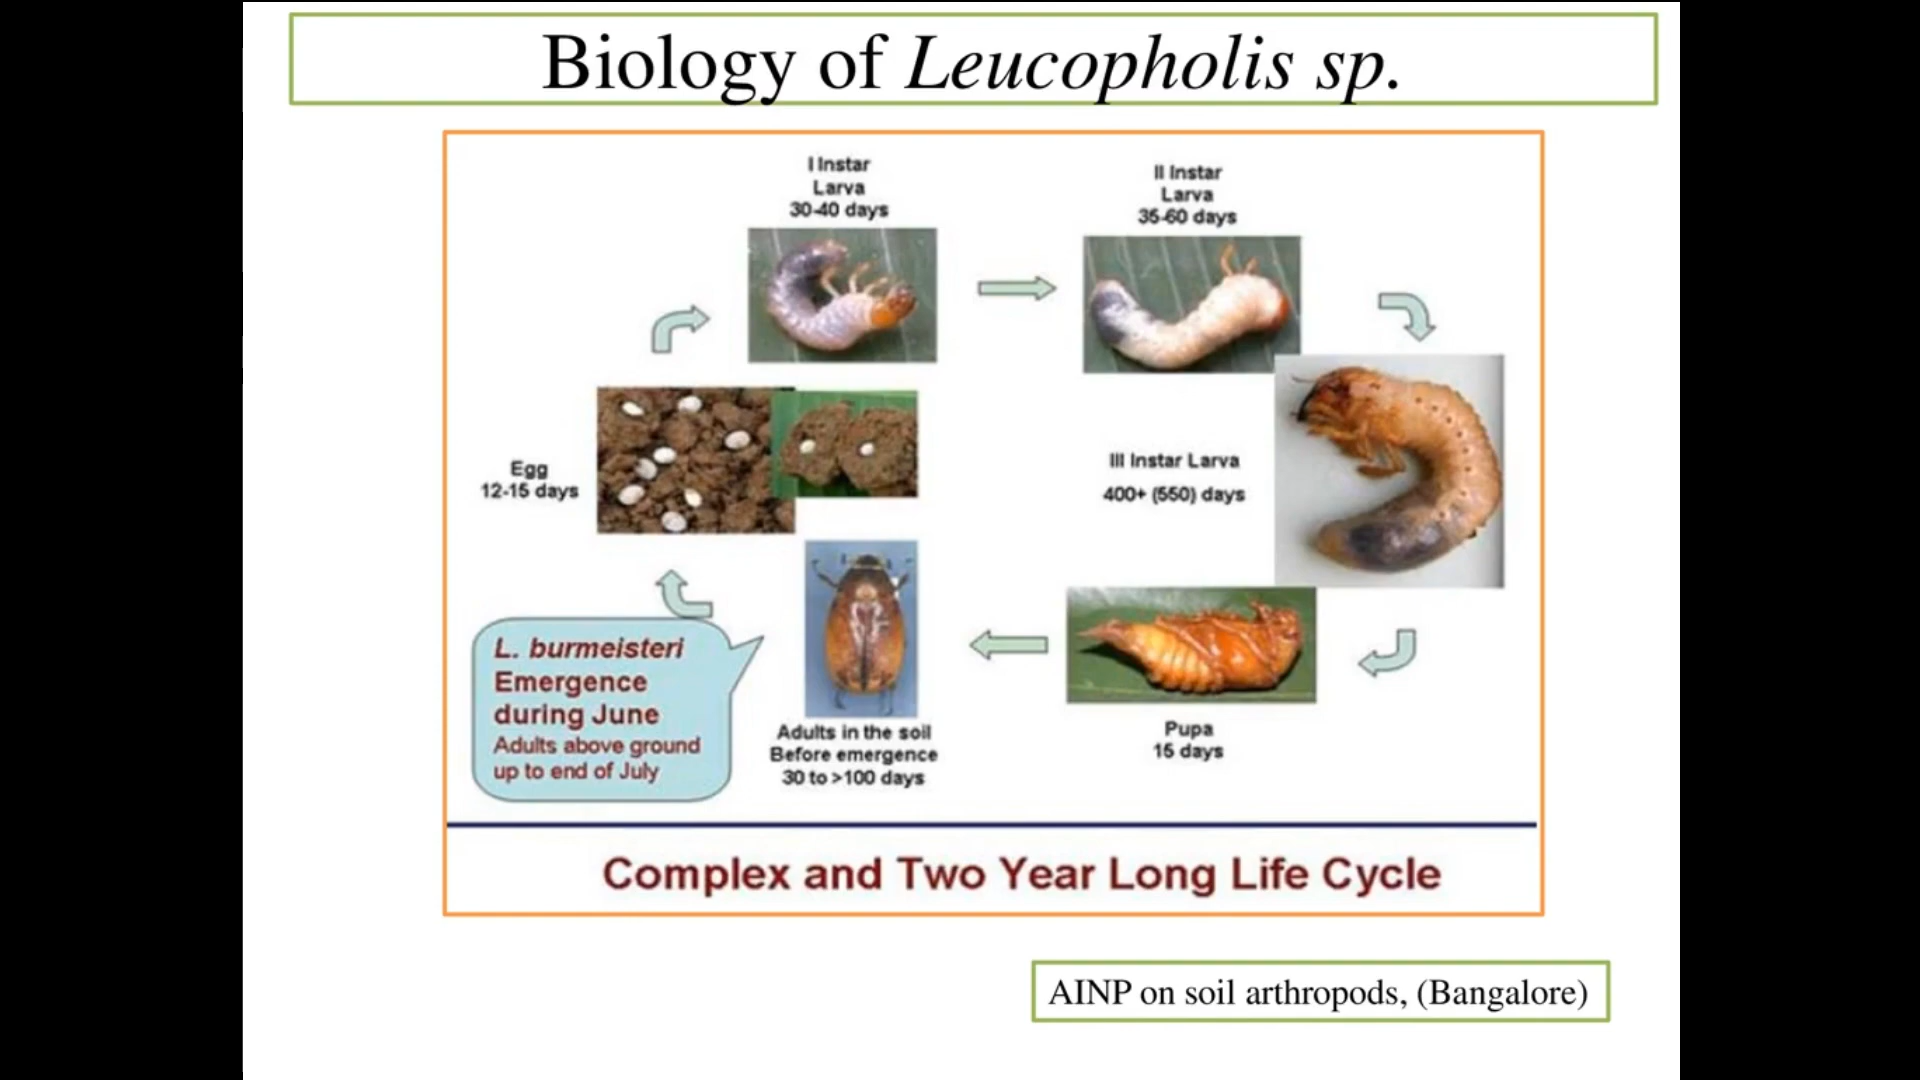 Biology of Leucopholis sp.
I Instar
Larva
30-40 days
II Instar
Larva
35-60 days
Egg
12-15 days
III Instar Larva
400+ (550) days
L. burmeisteri
Emergence
during June
Adults above ground
up to end of July
Adults in the soil
Before emergence
30 to >100 days
Pupa
15 days
Complex and Two Year Long Life Cycle
AINP on soil arthropods, (Bangalore)